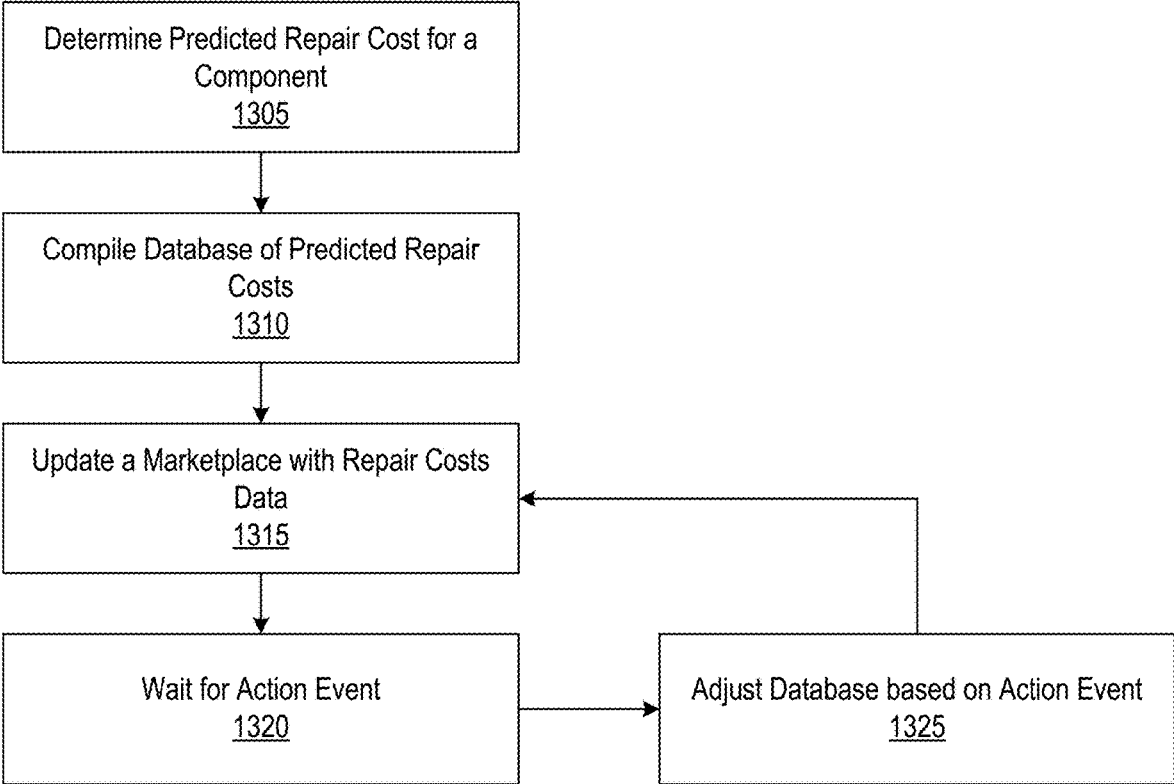 Determine Predicted Repair Cost for a
Component
1305
Compile Database of Predicted Repair
Costs
1310
Update a Marketplace with Repair Costs
Data
1315
Wait for Action Event
1320
Adjust Database based on Action Event
1325